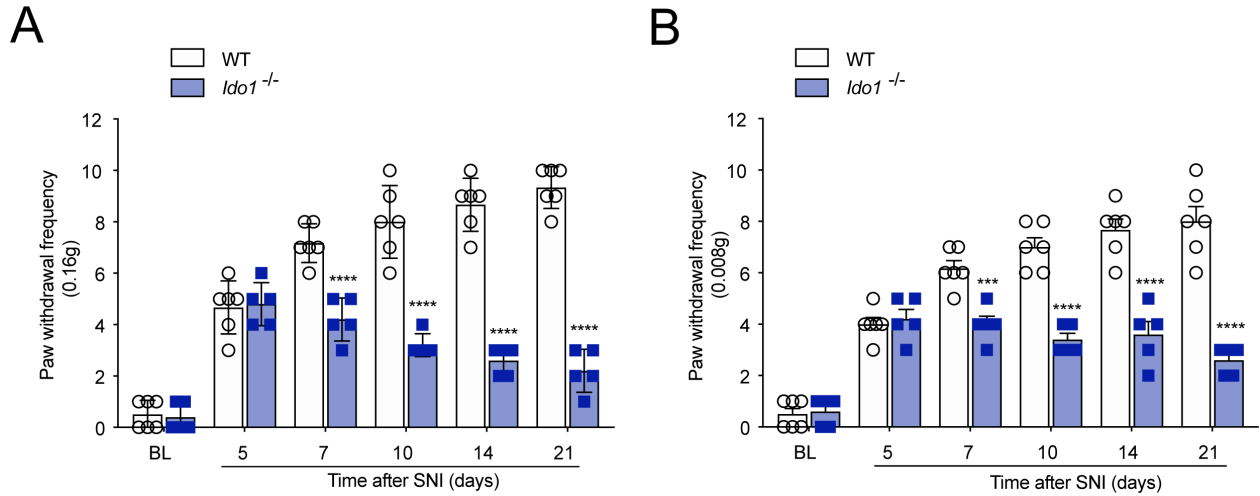 A
WT
Ido1 -/-
Paw withdrawal frequency
(0.16g)
12
10
8
6
4
2
0
****
****
****
****
BL
5
7
10
14
21
Time after SNI (days)
B
WT
Ido1 -/-
Paw withdrawal frequency
(0.008g)
12
10
8
6
4
2
0
***
****
****
****
BL
5
7
10
14
21
Time after SNI (days)